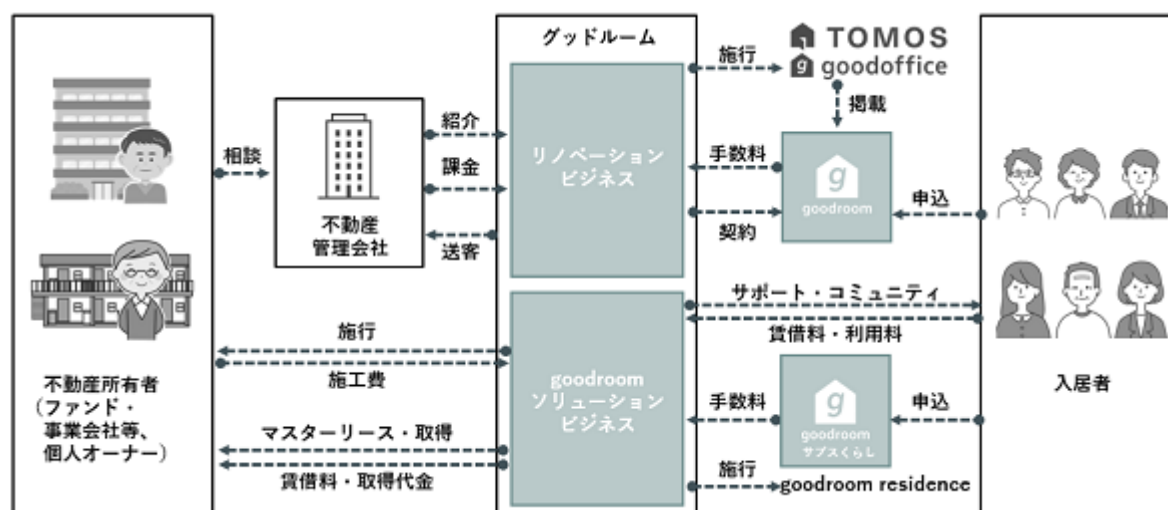 グッドルーム
施行
TOMOS
goodoffice
掲載
紹介
リノベーション
ビジネス
手数料
g
goodroom
申込
相談
課金
不動産
管理会社
送客
契約
サポート・コミュニティ
賃借料・利用料
施行
施工費
goodroom
ソリューション
ビジネス
手数料
g
goodroom
サブスくらし
申込
入居者
不動産所有者
(ファンド・
事業会社等、
個人オーナー)
マスターリース・取得
賃借料・取得代金
施行
goodroom residence